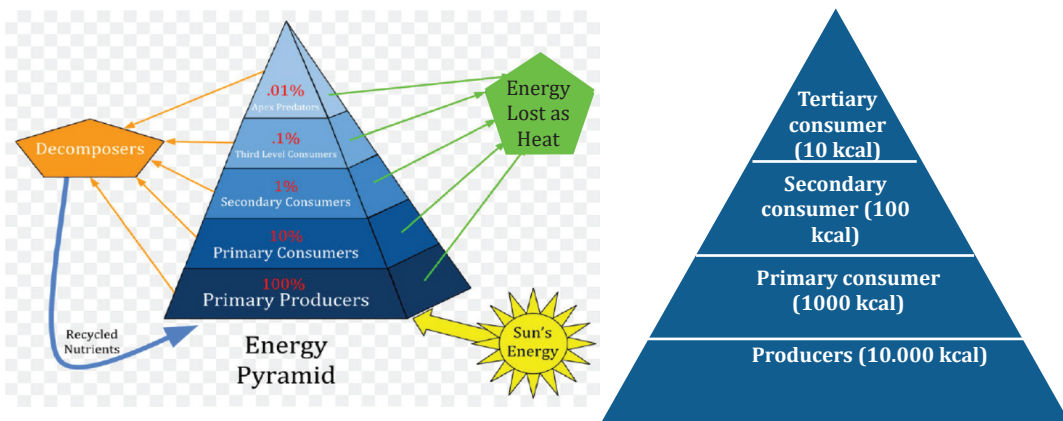 .01%
Apex Predators
.1%
Third Level Consumers
1%
Secondary Consumers
10%
Primary Consumers
100%
Primary Producers
Decomposers
Recycled
Nutrients
Energy
Pyramid
Sun's
Energy
Energy
Lost as
Heat
Tertiary
consumer
(10 kcal)
Secondary
consumer (100
kcal)
Primary consumer
(1000 kcal)
Producers (10.000 kcal)